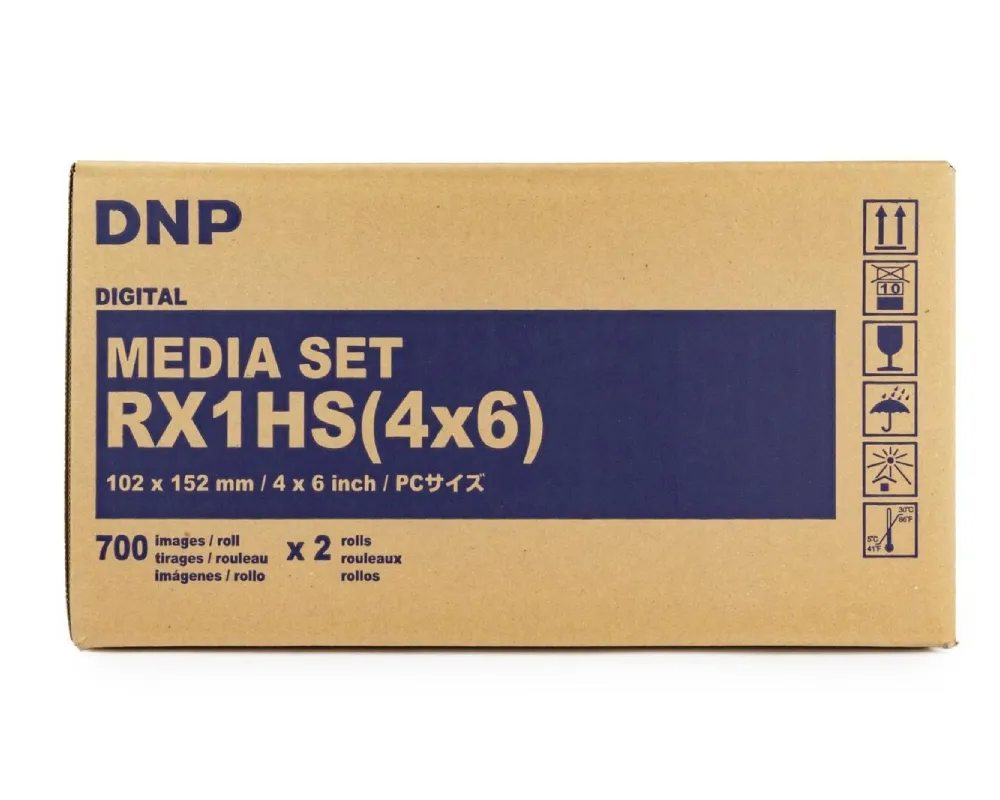 DNP
DIGITAL
MEDIA SET
RX1HS(4x6)
102 x 152 mm / 4 x 6 inch / PCサイズ
700 images / roll x 2 rolls
tirages / rouleau rouleaux
imágenes / rollo rollos
10
30°C
86°F
5°C
41°F